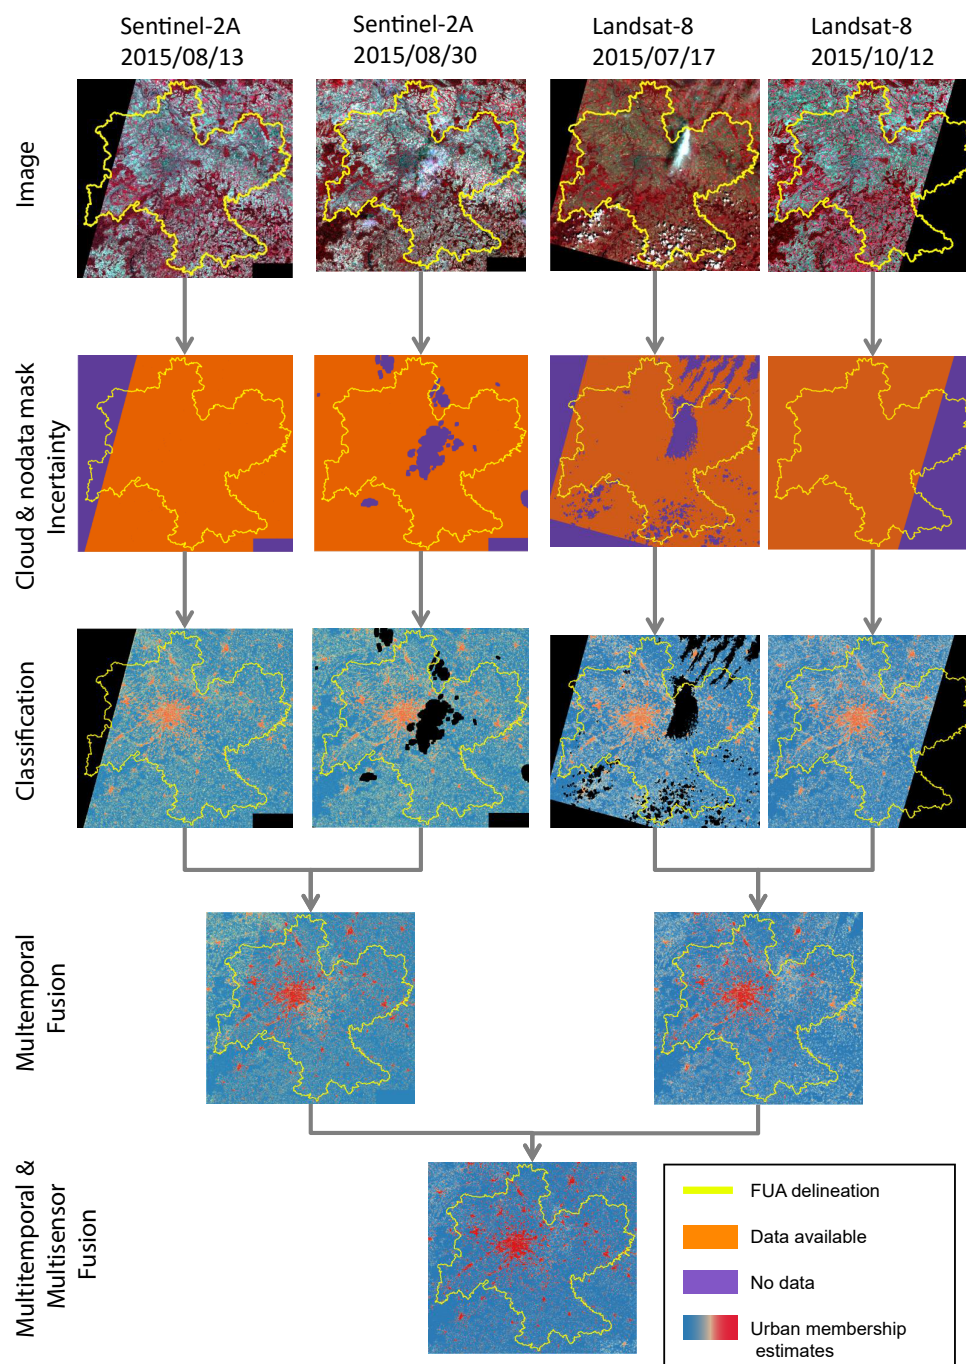 Sentinel-2A
2015/08/13
Sentinel-2A
2015/08/30
Landsat-8
2015/07/17
Landsat-8
2015/10/12
Image
Cloud & nodata mask
Incertainty
Classification
Multemporal
Fusion
Multitemporal &
Multisensor
Fusion
FUA delineation
Data available
No data
Urban membership
estimates